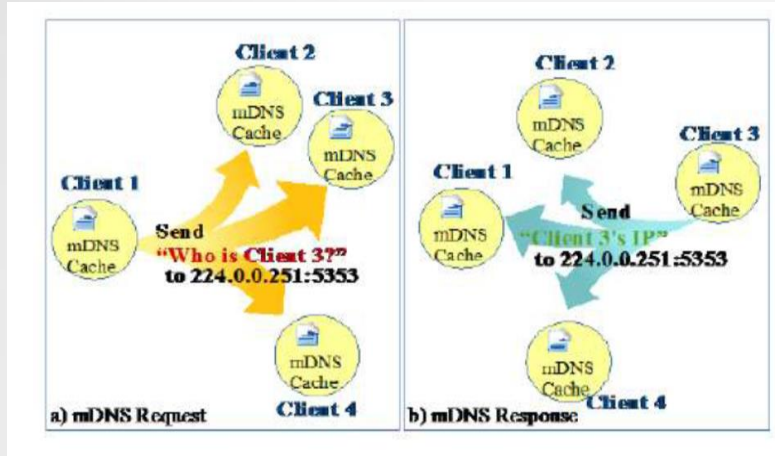 Client 2
mDNS
Cache
Client 3
mDNS
Cache
Client 1
mDNS
Cache
Send
“Who is Client 3?”
to 224.0.0.251:5353
mDNS
Cache
Client 4
a) mDNS Request
Client 2
mDNS
Cache
Client 3
mDNS
Cache
Client 1
mDNS
Cache
Send
“Client 3's IP”
to 224.0.0.251:5353
mDNS
Cache
Client 4
b) mDNS Response